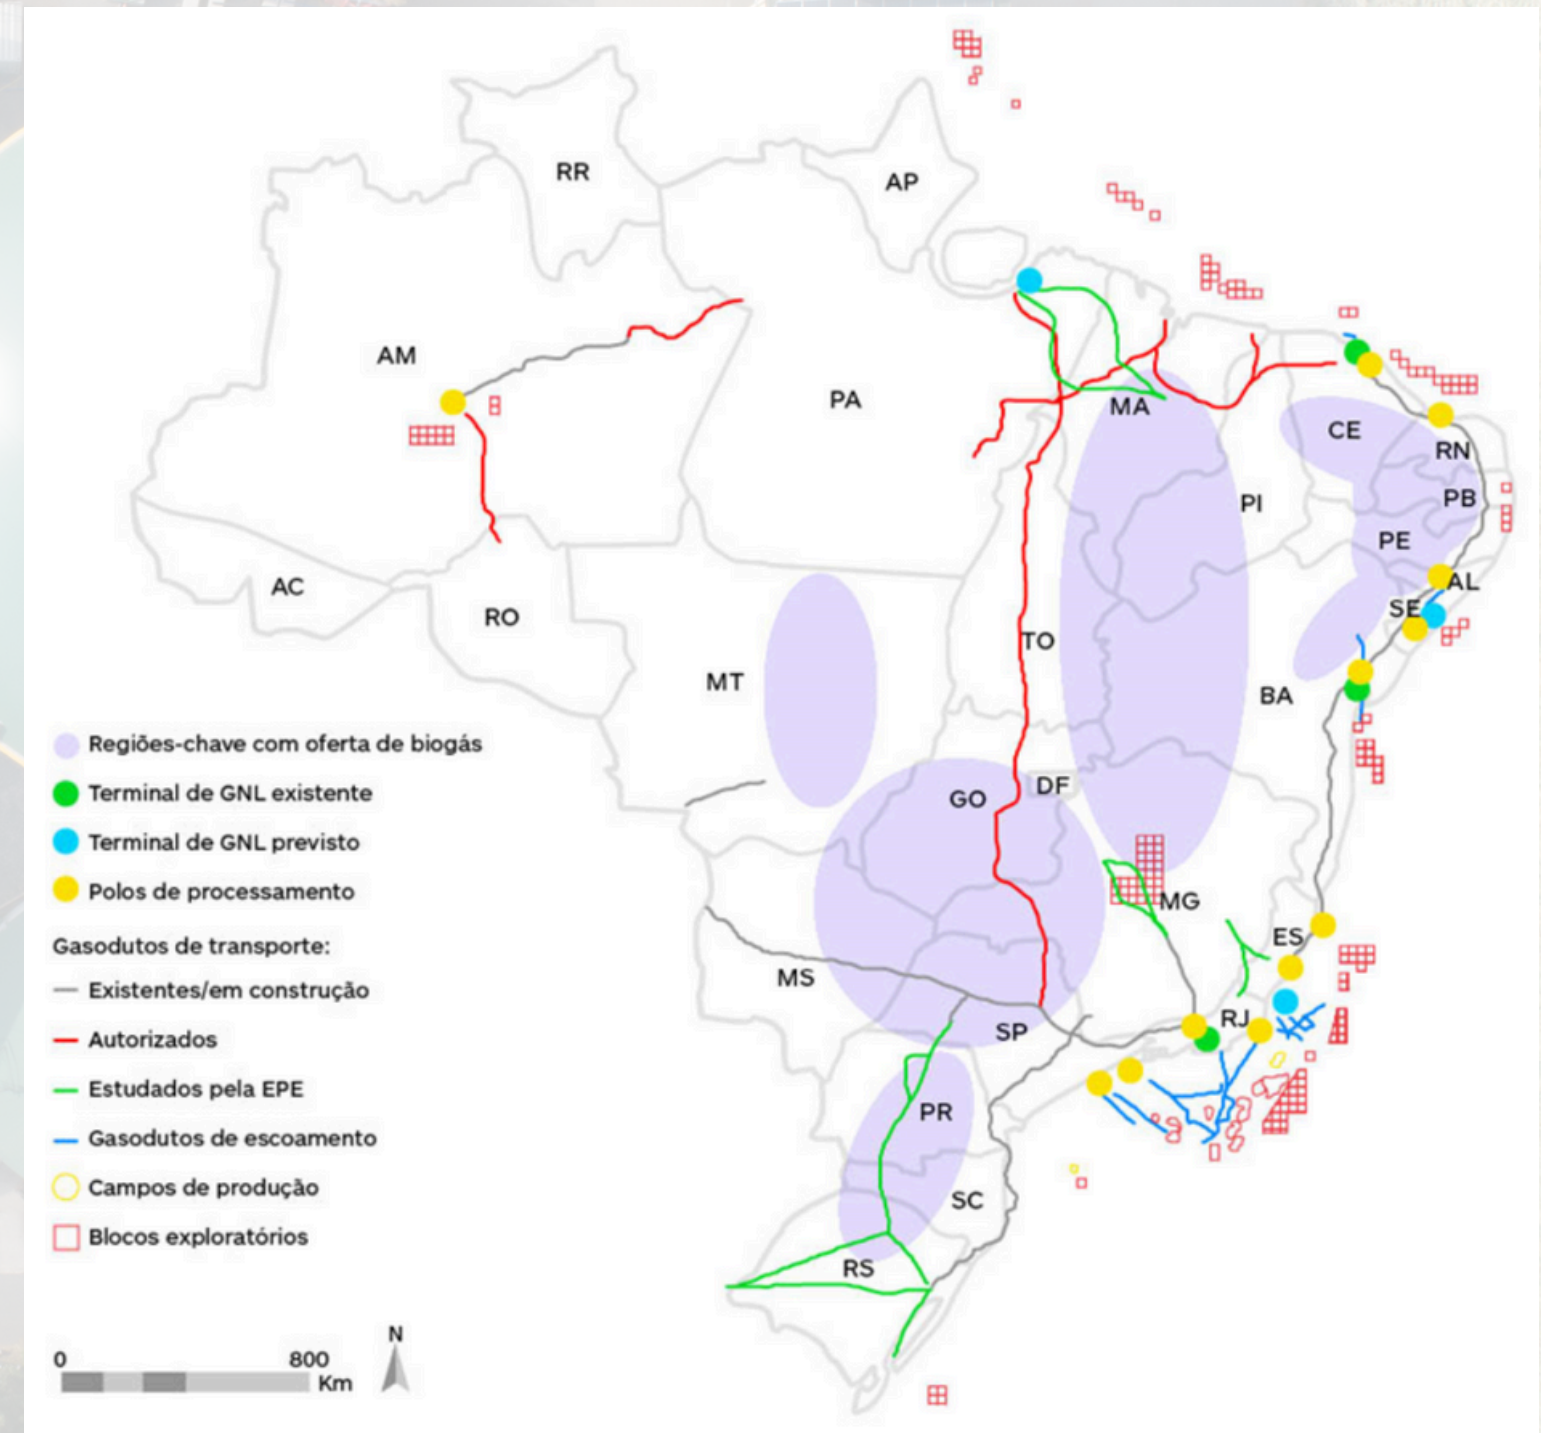 RR
AP
AM
PA
MA
CE
RN
PI
PB
PE
AL
AC
RO
SE
TO
MT
BA
Regiões-chave com oferta de biogás
Terminal de GNL existente
GO
DF
Terminal de GNL previsto
Polos de processamento
MG
Gasodutos de transporte:
ES
MS
Existentes/em construção
RJ
SP
Autorizados
Estudados pela EPE
PR
Gasodutos de escoamento
Campos de produção
SC
Blocos exploratórios
RS
N
0 800
Km